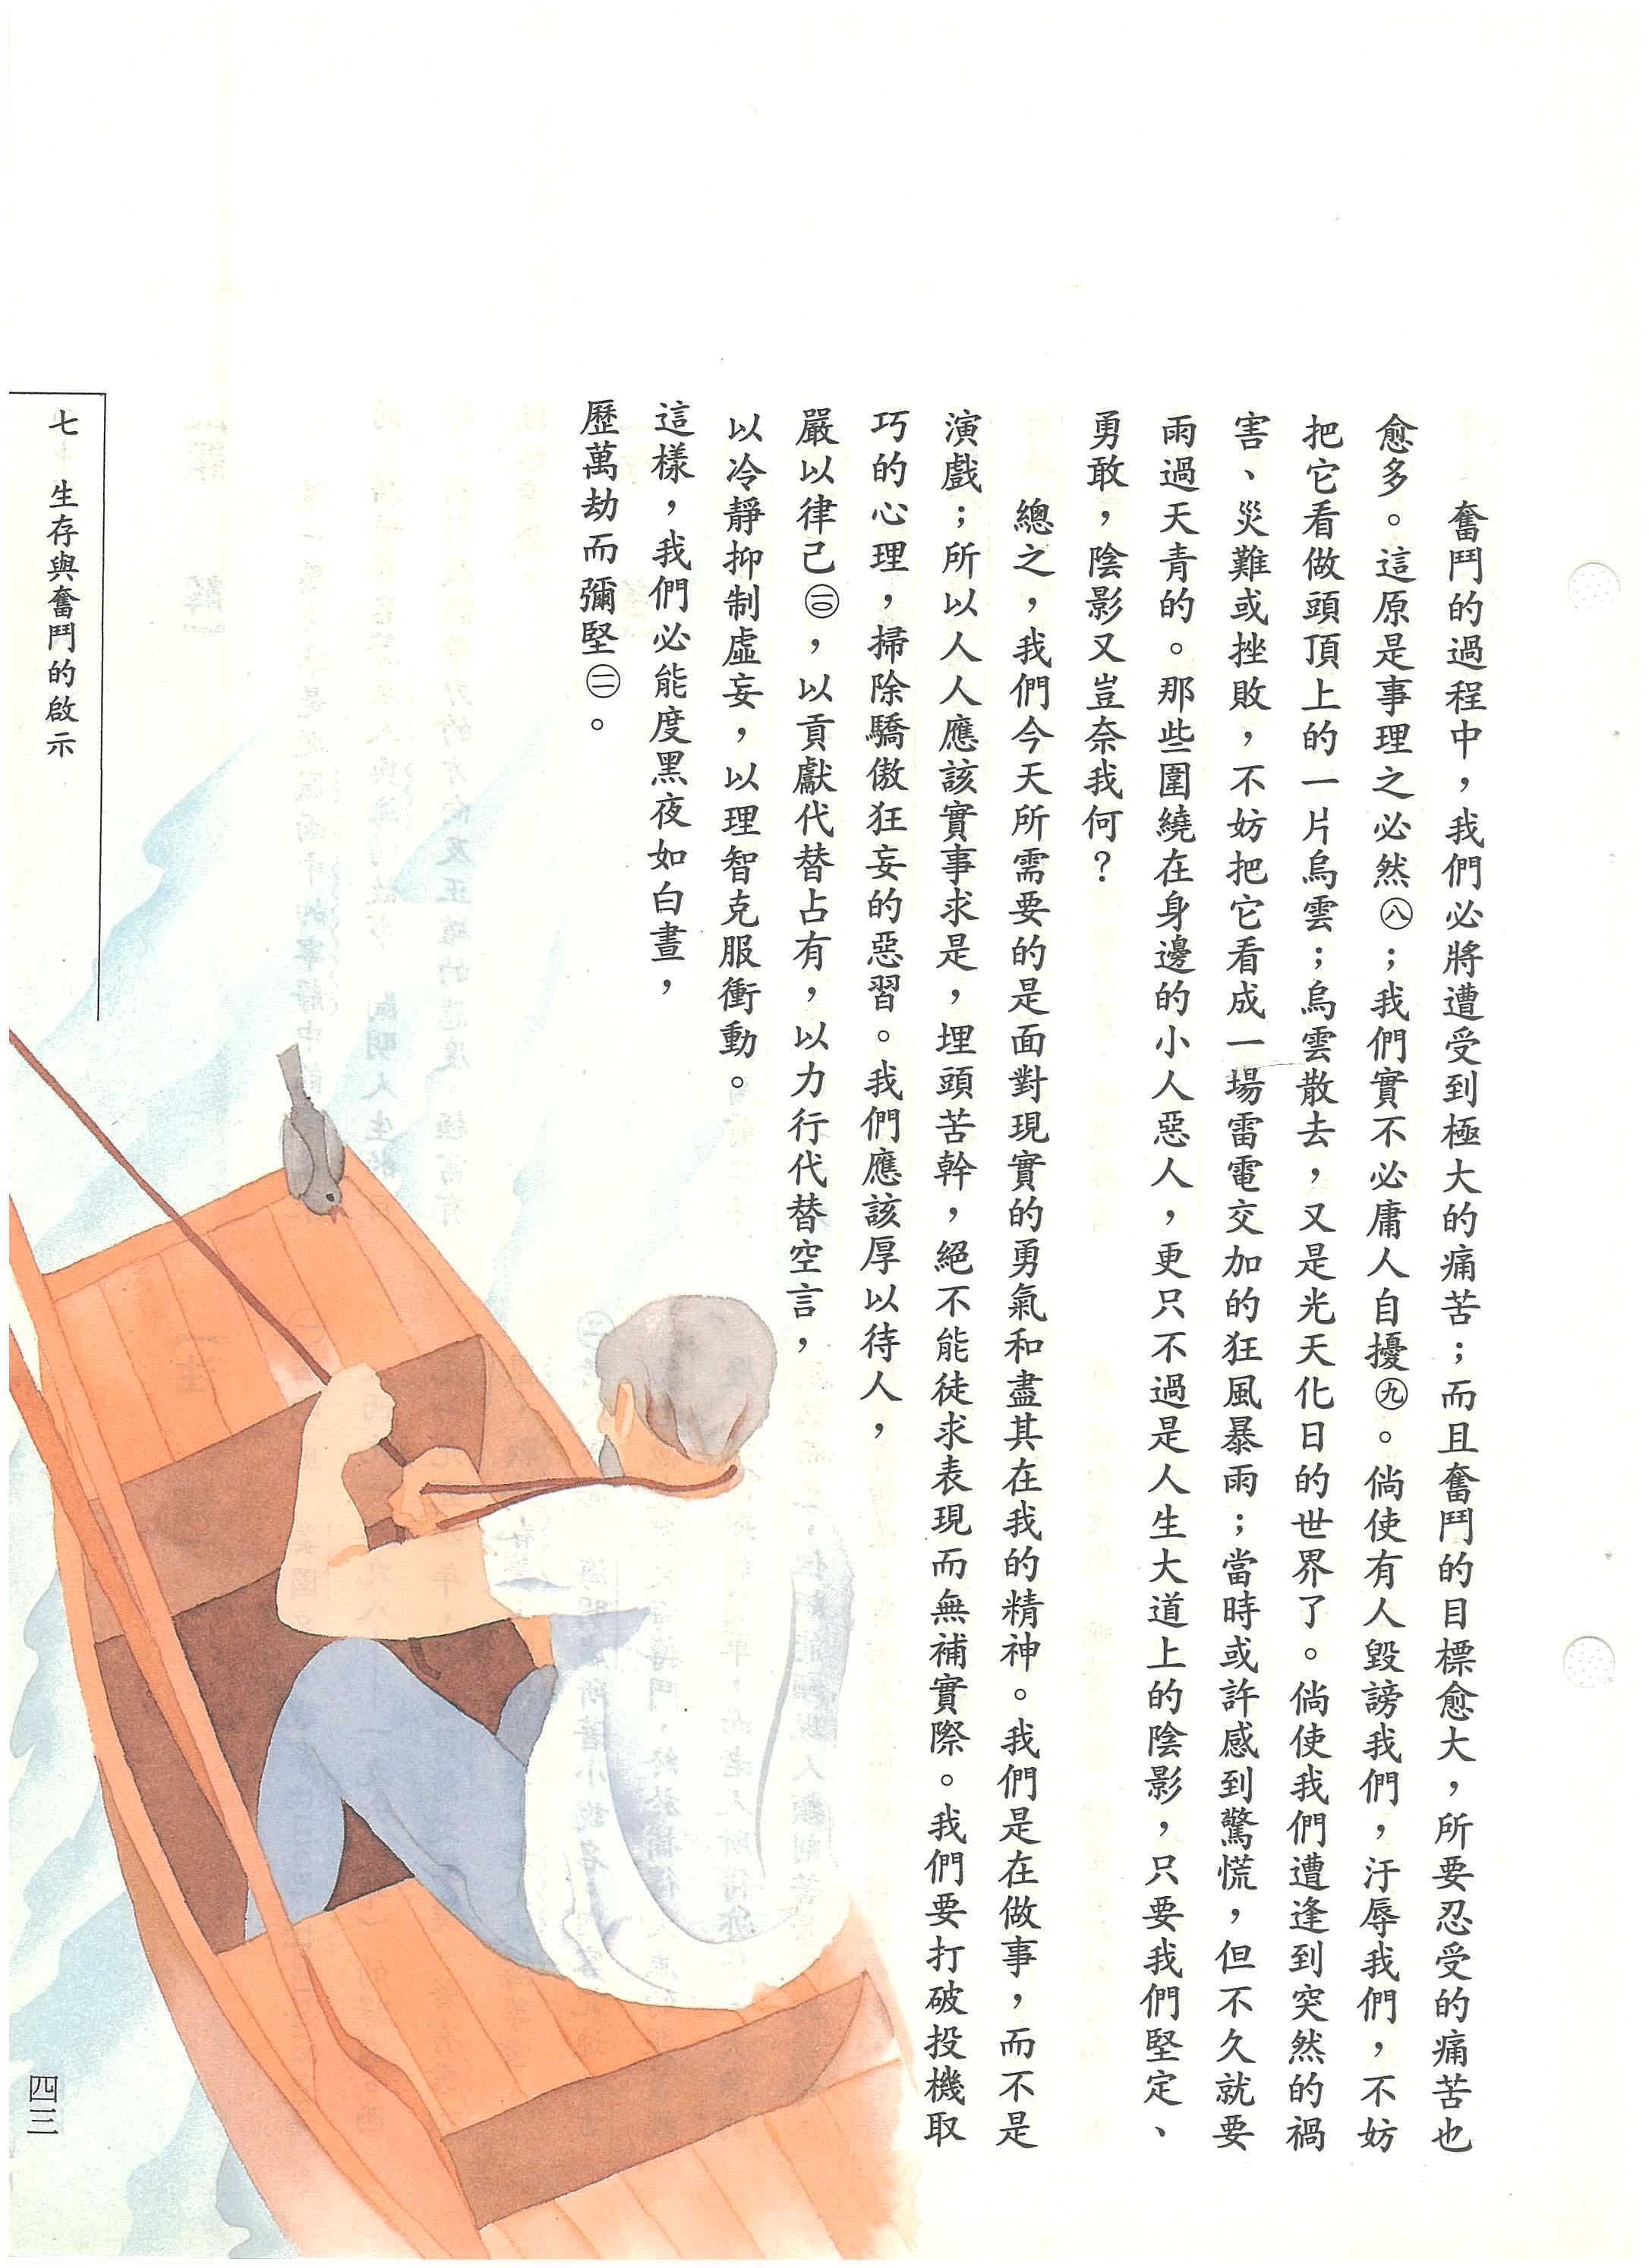 奮鬥的過程中，我們必將遭受到極大的痛苦；而且奮鬥的目標愈大，所要忍受的痛苦也
愈多。這原是事理之必然㊇；我們實不必庸人自擾㊈。倘使有人毀謗我們，汙辱我們，不妨
把它看做頭頂上的一片烏雲；烏雲散去，又是光天化日的世界了。倘使我們遭逢到突然的禍
害、災難或挫敗，不妨把它看成一場雷電交加的狂風暴雨；當時或許感到驚慌，但不久就要
雨過天青的。那些圍繞在身邊的小人惡人，更只不過是人生大道上的陰影，只要我們堅定、
勇敢，陰影又豈奈我何？
總之，我們今天所需要的是面對現實的勇氣和盡其在我的精神。我們是在做事，而不是
演戲；所以人人應該實事求是，埋頭苦幹，絕不能徒求表現而無補實際。我們要打破投機取
巧的心理，掃除驕傲狂妄的惡習。我們應該厚以待人，
嚴以律己㊂，以貢獻代替占有，以力行代替空言，
以冷靜抑制虛妄，以理智克服衝動。
這樣，我們必能度黑夜如白晝，
歷萬劫而彌堅㊂。
七　生存與奮鬥的啟示
四三